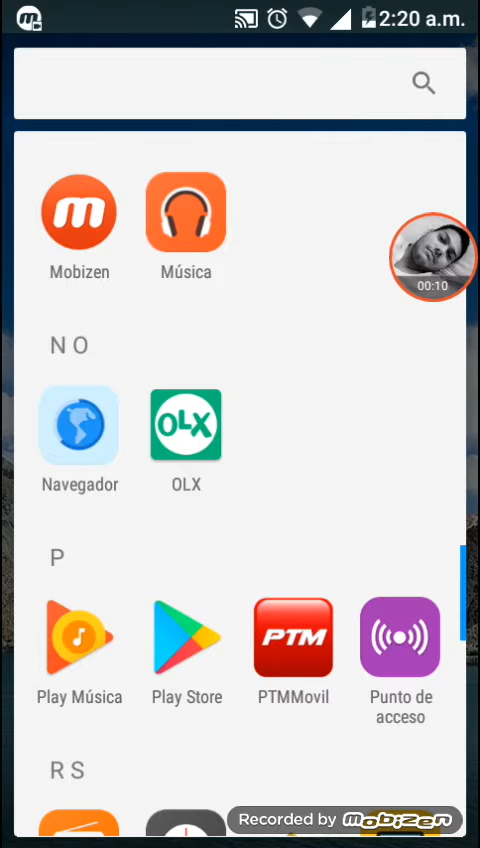 2:20 a.m.
m
Mobizen
Música
00:10
N O
OLX
Navegador
OLX
P
PTM
Play Música
Play Store
PTMMovil
Punto de
acceso
R S
Recorded by mobizen